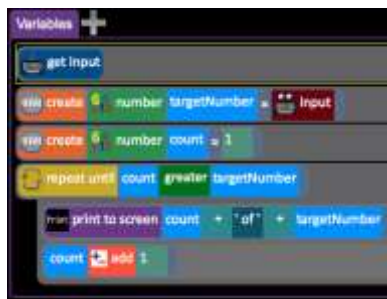 Variables
get input
create number targetNumber = Input
create number count = 1
repeat until count greater targetNumber
print to screen count + "of" + targetNumber
count add 1